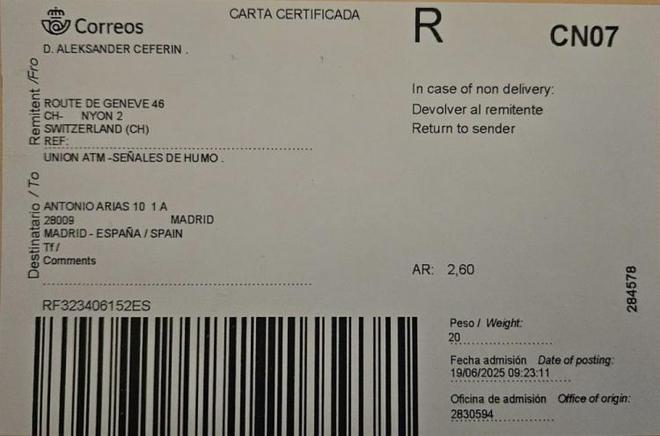 Correos
CARTA CERTIFICADA
R
CN07
D. ALEKSANDER CEFERIN .
Remitent /Fro
ROUTE DE GENEVE 46
CH- NYON 2
SWITZERLAND (CH)
REF:
In case of non delivery:
Devolver al remitente
Return to sender
Destinatario / To
UNION ATM -SEÑALES DE HUMO .
ANTONIO ARIAS 10 1 A
28009 MADRID
MADRID - ESPAÑA / SPAIN
Tf /
Comments
AR: 2,60
284578
RF323406152ES
Peso / Weight:
20
Fecha admisión Date of posting:
19/06/2025 09:23:11
Oficina de admisión Office of origin:
2830594